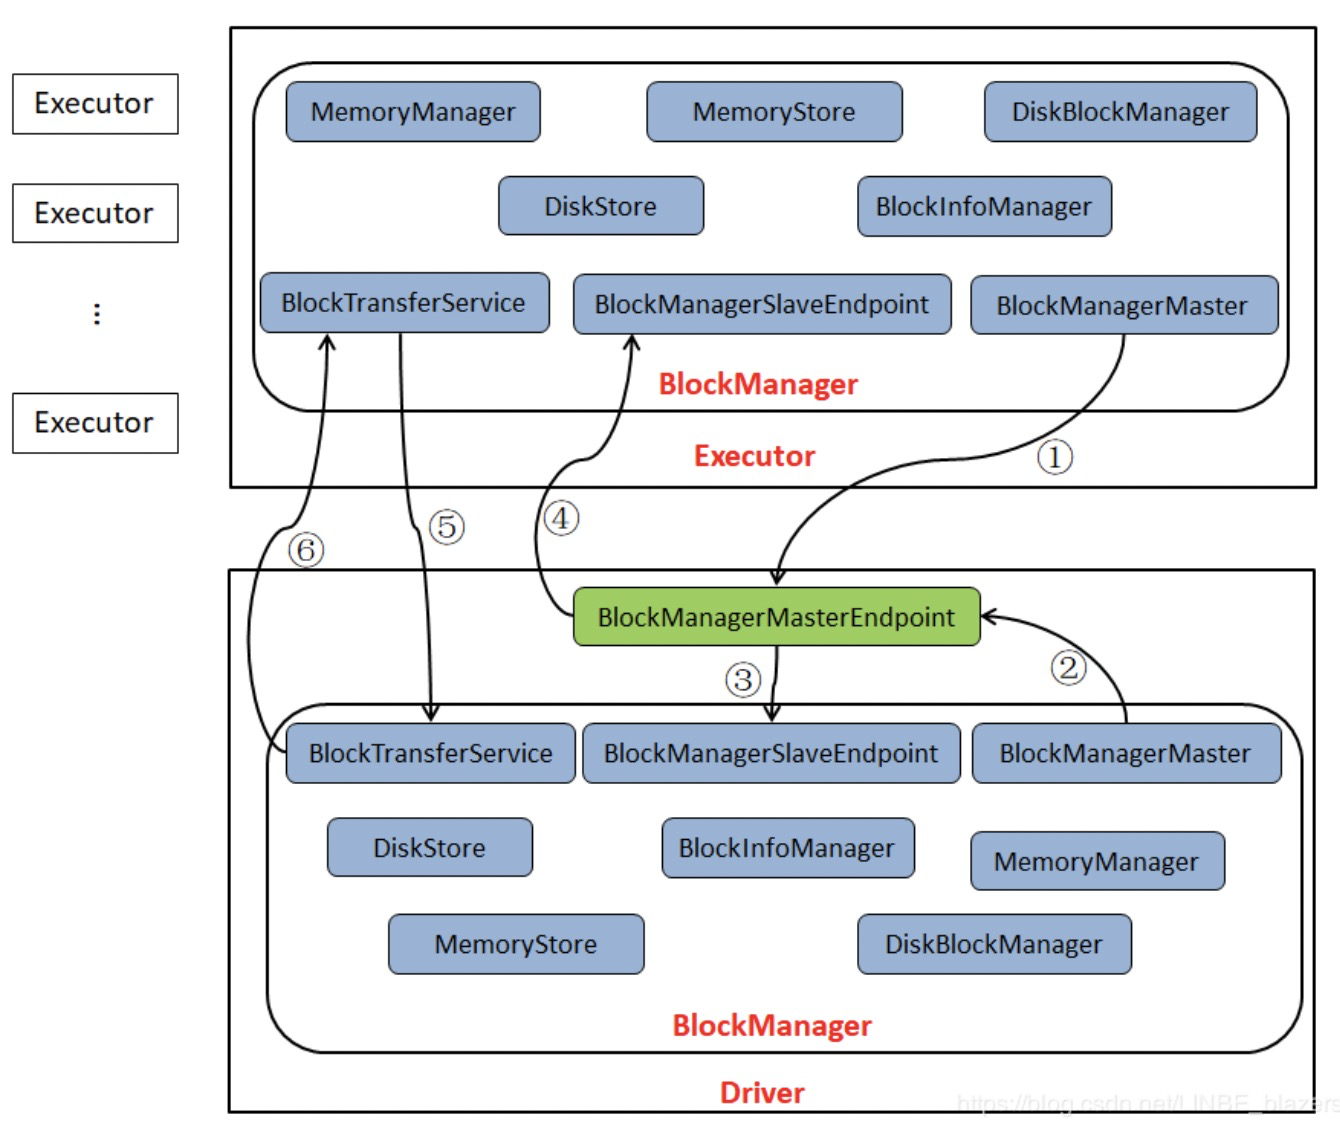 Executor
Executor
⋮
Executor
MemoryManager
MemoryStore
DiskBlockManager
DiskStore
BlockInfoManager
BlockTransferService
BlockManagerSlaveEndpoint
BlockManagerMaster
BlockManager
Executor
①
④
⑤
⑥
BlockManagerMasterEndpoint
③
②
BlockTransferService
BlockManagerSlaveEndpoint
BlockManagerMaster
DiskStore
BlockInfoManager
MemoryManager
MemoryStore
DiskBlockManager
BlockManager
Driver
https://blog.csdn.net/LINBE_blazers